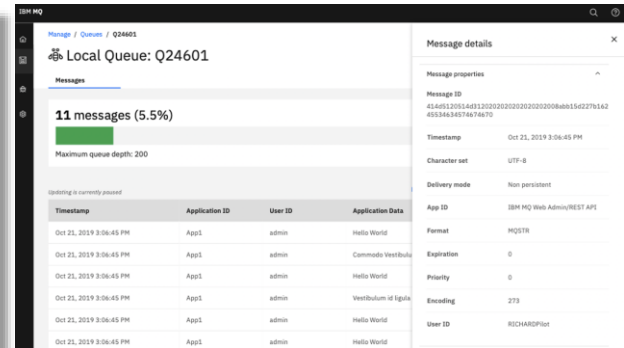 IBM MQ
Manage / Queues / Q24601
Local Queue: Q24601
Messages
11 messages (5.5%)
Maximum queue depth: 200
Updating is currently paused
Timestamp Application ID User ID Application Data
Oct 21, 2019 3:06:45 PM App1 admin Hello World
Oct 21, 2019 3:06:45 PM App1 admin Commodo Vestibulu
Oct 21, 2019 3:06:45 PM App1 admin Hello World
Oct 21, 2019 3:06:45 PM App1 admin Vestibulum id ligula
Oct 21, 2019 3:06:45 PM App1 admin Hello World
Oct 21, 2019 3:06:45 PM App1 admin Hello World
Message details
Message properties
Message ID
Timestamp Oct 21, 2019 3:06:45 PM
Character set UTF-8
Delivery mode Non persistent
App ID IBM MQ Web Admin/REST API
Format MQSTR
Expiration 0
Priority 0
Encoding 273
User ID RICHARDPilot